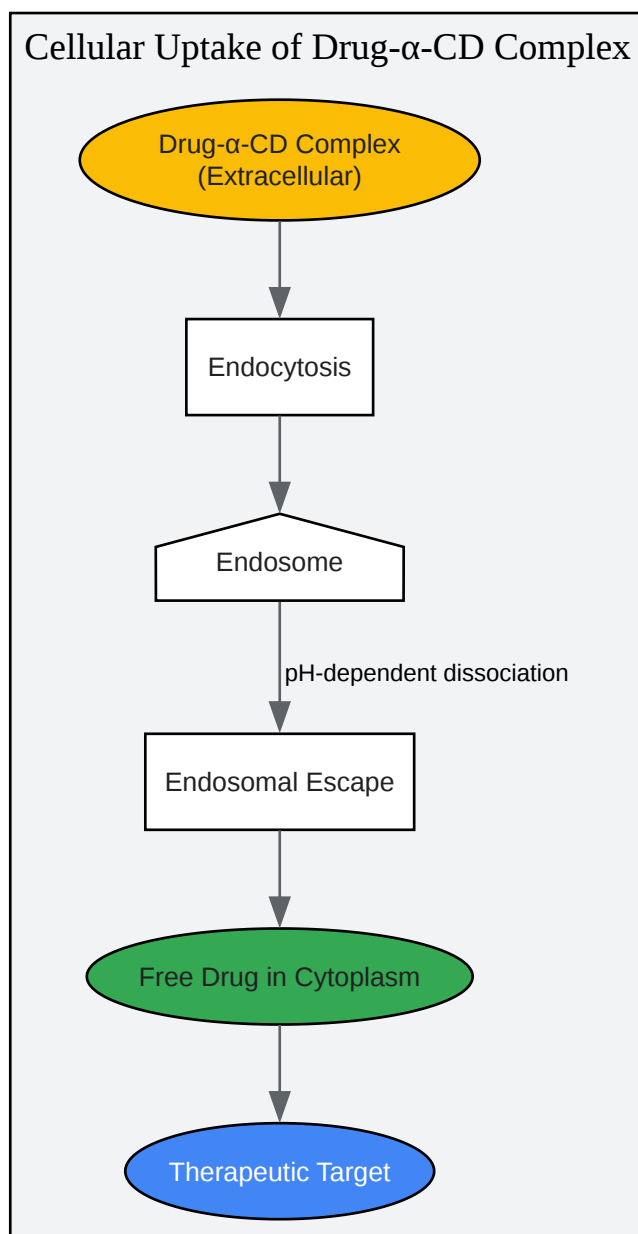 Cellular Uptake of Drug-α-CD Complex
Drug-α-CD Complex
(Extracellular)
Endocytosis
Endosome
pH-dependent dissociation
Endosomal Escape
Free Drug in Cytoplasm
Therapeutic Target